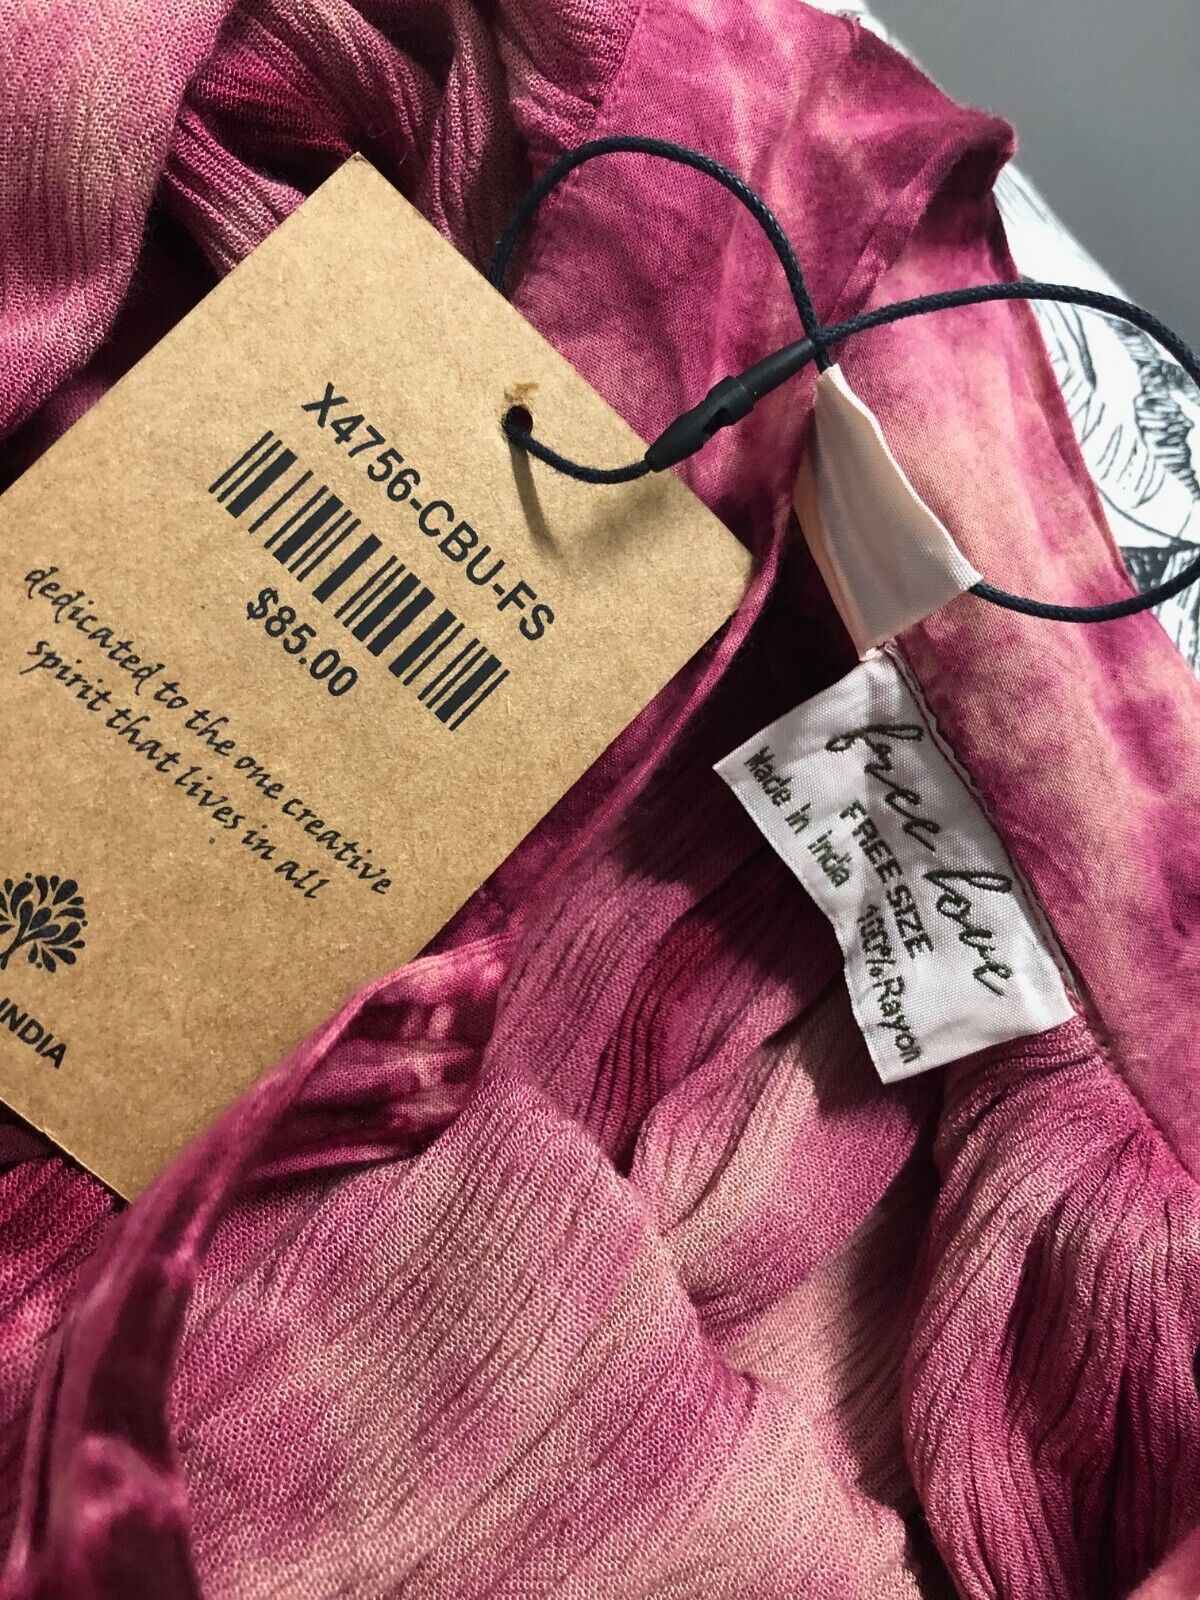 X4756-CBU-FS
$85.00
dedicated to the one creative
spirit that lives in all
INDIA
free love
FREE SIZE
Made In India 100% Rayon